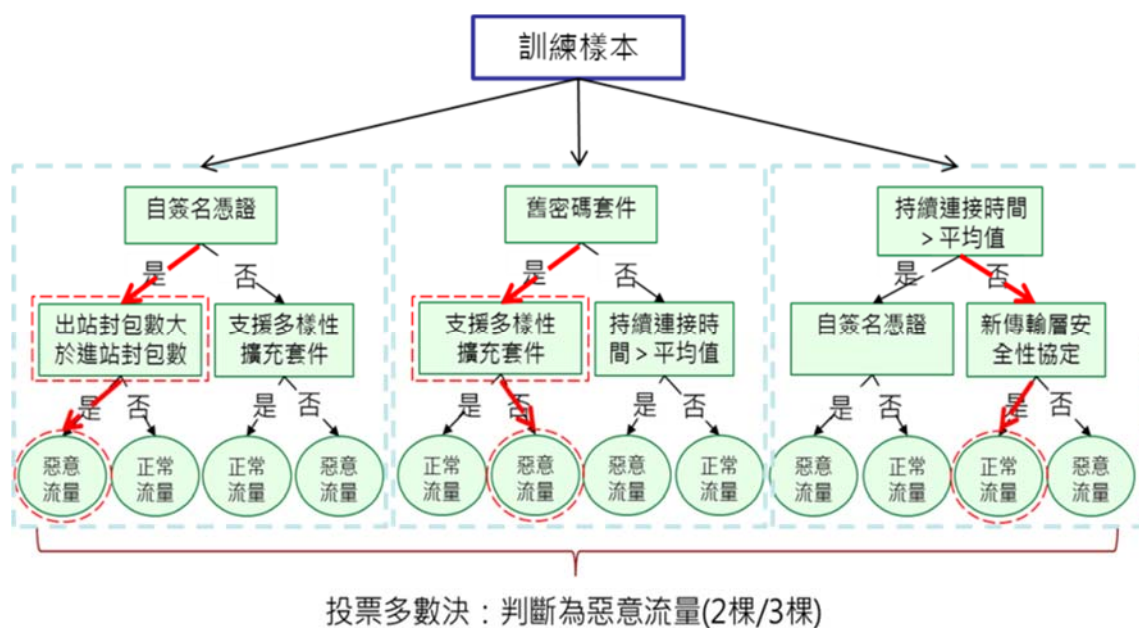 訓練樣本
自簽名憑證
是
否
出站封包數大
於進站封包數
支援多樣性
擴充套件
是
否
是
否
惡意
流量
正常
流量
正常
流量
惡意
流量
舊密碼套件
是
否
支援多樣性
擴充套件
持續連接時
間>平均值
是
否
是
否
正常
流量
惡意
流量
惡意
流量
正常
流量
持續連接時間
>平均值
是
否
自簽名憑證
新傳輸層安
全性協定
是
否
是
否
惡意
流量
正常
流量
正常
流量
惡意
流量
投票多數決：判斷為惡意流量(2棵/3棵)